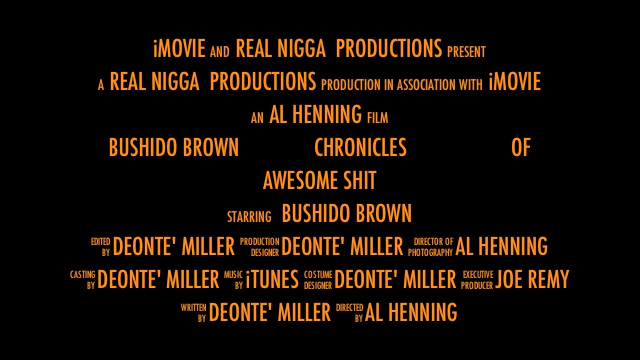 iMOVIE AND REAL NIGGA PRODUCTIONS PRESENT
A REAL NIGGA PRODUCTIONS PRODUCTION IN ASSOCIATION WITH iMOVIE
AN AL HENNING FILM
BUSHIDO BROWN CHRONICLES OF
AWESOME SHIT
STARRING BUSHIDO BROWN
EDITED BY DEONTE' MILLER PRODUCTION DESIGNER DEONTE' MILLER DIRECTOR OF PHOTOGRAPHY AL HENNING
CASTING BY DEONTE' MILLER MUSIC BY iTUNES COSTUME DESIGNER DEONTE' MILLER EXECUTIVE PRODUCER JOE REMY
WRITTEN BY DEONTE' MILLER DIRECTED BY AL HENNING